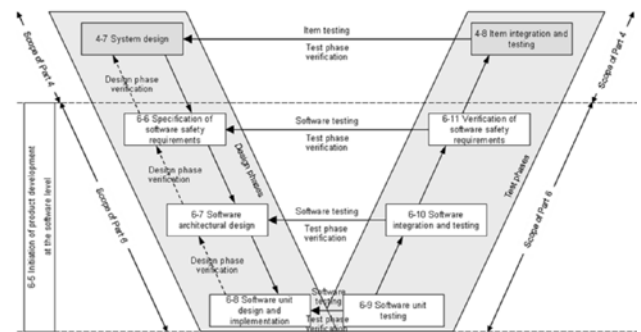 4-7 System design
Item testing
Test phase
verification
4-8 Item integration and
testing
Scope of Part 4
Design phase
verification
Scope of Part 4
6-6 Specification of
software safety
requirements
Software testing
Test phase
verification
6-11 Verification of
software safety
requirements
Design phases
Test phases
Design phase
verification
6-5 Initiation of product development
at the software level
Scope of Part 6
6-7 Software
architectural design
Software testing
Test phase
verification
6-10 Software
integration and testing
Scope of Part 6
Design phase
verification
6-8 Software unit
design and
implementation
Software
testing
Test phase
verification
6-9 Software unit
testing